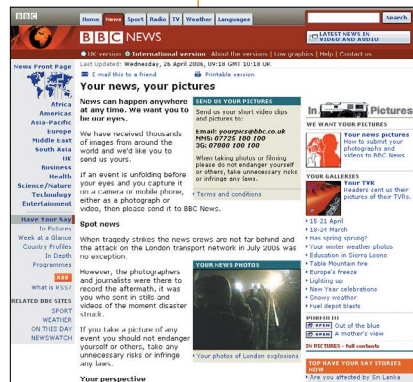 BBC
Home News Sport Radio TV Weather Languages
Search
BBC NEWS
LATEST NEWS IN
VIDEO AND AUDIO
UK version International version About the versions | Low graphics | Help | Contact us
News Front Page
Africa
Americas
Asia-Pacific
Europe
Middle East
South Asia
UK
Business
Health
Science/Nature
Technology
Entertainment
Have Your Say
In Pictures
Week at a Glance
Country Profiles
In Depth
Programmes
RSS
What is RSS?
RELATED BBC SITES
SPORT
WEATHER
ON THIS DAY
NEWSWATCH
Last Updated: Wednesday, 26 April 2006, 09:18 GMT 10:18 UK
E-mail this to a friend
Printable version
Your news, your pictures
News can happen anywhere
at any time. We want you to
be our eyes.
We have received thousands
of images from around the
world and we'd like you to
send us yours.
If an event is unfolding before
your eyes and you capture it
on a camera or mobile phone,
either as a photograph or
video, then please send it to BBC News.
SEND US YOUR PICTURES
Send us your short video clips
and pictures to:
Email: yourpics@bbc.co.uk
MMS: 07725 100 100
3G: 07000 100 100
When taking photos or filming
please do not endanger yourself
or others, take unnecessary risks
or infringe any laws.
Terms and conditions
Spot news
When tragedy strikes the news crews are not far behind and
the attack on the London transport network in July 2005 was
no exception.
However, the photographers
and journalists were there to
record the aftermath, it was
you who sent in stills and
videos of the moment disaster
struck.
If you take a picture of any
event you should not endanger
yourself or others, take any
unnecessary risks or infringe
any laws.
Your perspective
YOUR NEWS PHOTOS
Your photos of London explosions
In Pictures
WE WANT YOUR PICTURES
Your news pictures
How to submit your
photographs and
videos to BBC News
YOUR GALLERIES
Your TVR
Readers sent us their
pictures of their TVRs.
15-21 April
18-24 March
Has spring sprung?
Your winter weather photos
Education in Sierra Leone
Table Mountain fire
Europe's freeze
Lighting up
New Year celebrations
Snowy weather
Fuel depot blasts
OPEN Out of the blue
OPEN A mother's view
IN PICTURES - full contents
TOP HAVE YOUR SAY STORIES
NOW
Are you affected by Sri Lanka